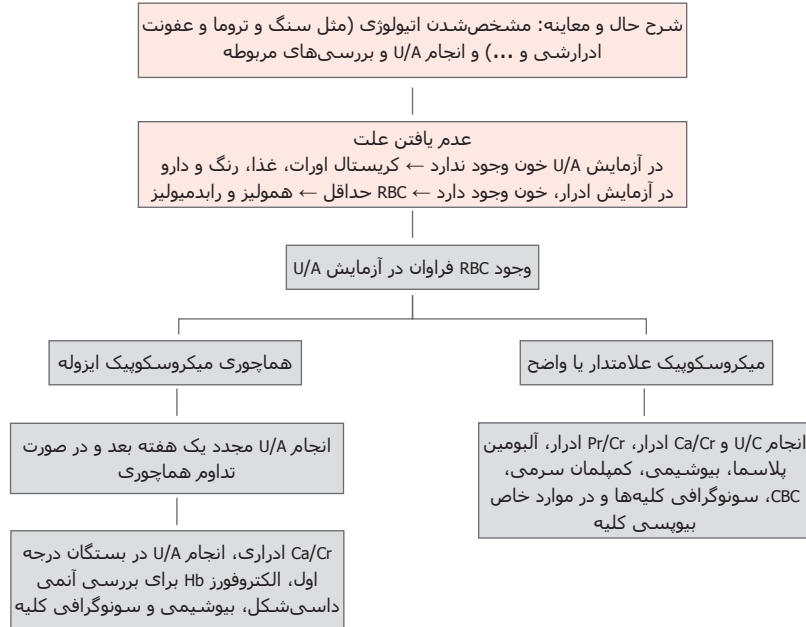 شرح حال و معاینه: مشخص‌شدن اتیولوژی (مثل سنگ و تروما و عفونت
ادرارشی و ...) و انجام U/A و بررسی‌های مربوطه
عدم یافتن علت
در آزمایش U/A خون وجود ندارد ← کریستال اورات، غذا، رنگ و دارو
در آزمایش ادرار، خون وجود دارد ← RBC حداقل ← همولیز و رابدمیولیز
وجود RBC فراوان در آزمایش U/A
میکروسکوپیک علامتدار یا واضح
هماچوری میکروسکوپیک ایزوله
انجام U/C و Ca/Cr ادرار، Pr/Cr ادرار، آلبومین
پلاسما، بیوشیمی، کمپلمان سرمی،
CBC، سونوگرافی کلیه‌ها و در موارد خاص
بیوپسی کلیه
انجام U/A مجدد یک هفته بعد و در صورت
تداوم هماچوری
Ca/Cr ادراری، انجام U/A در بستگان درجه
اول، الکتروفورز Hb برای بررسی آنمی
داسی‌شکل، بیوشیمی و سونوگرافی کلیه